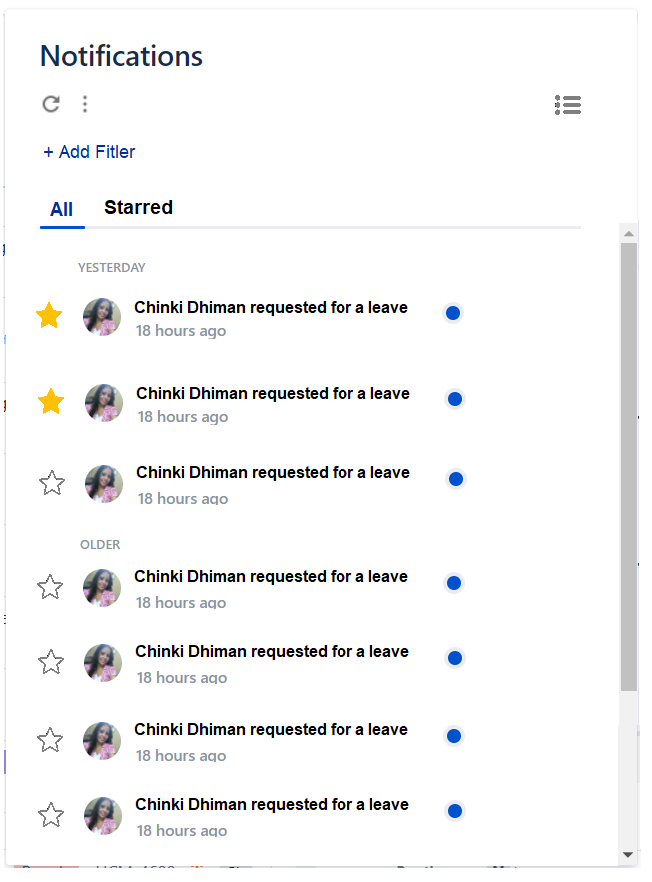 Notifications
+ Add Fitler
All Starred
YESTERDAY
Chinki Dhiman requested for a leave
18 hours ago
Chinki Dhiman requested for a leave
18 hours ago
Chinki Dhiman requested for a leave
18 hours ago
OLDER
Chinki Dhiman requested for a leave
18 hours ago
Chinki Dhiman requested for a leave
18 hours ago
Chinki Dhiman requested for a leave
18 hours ago
Chinki Dhiman requested for a leave
18 hours ago